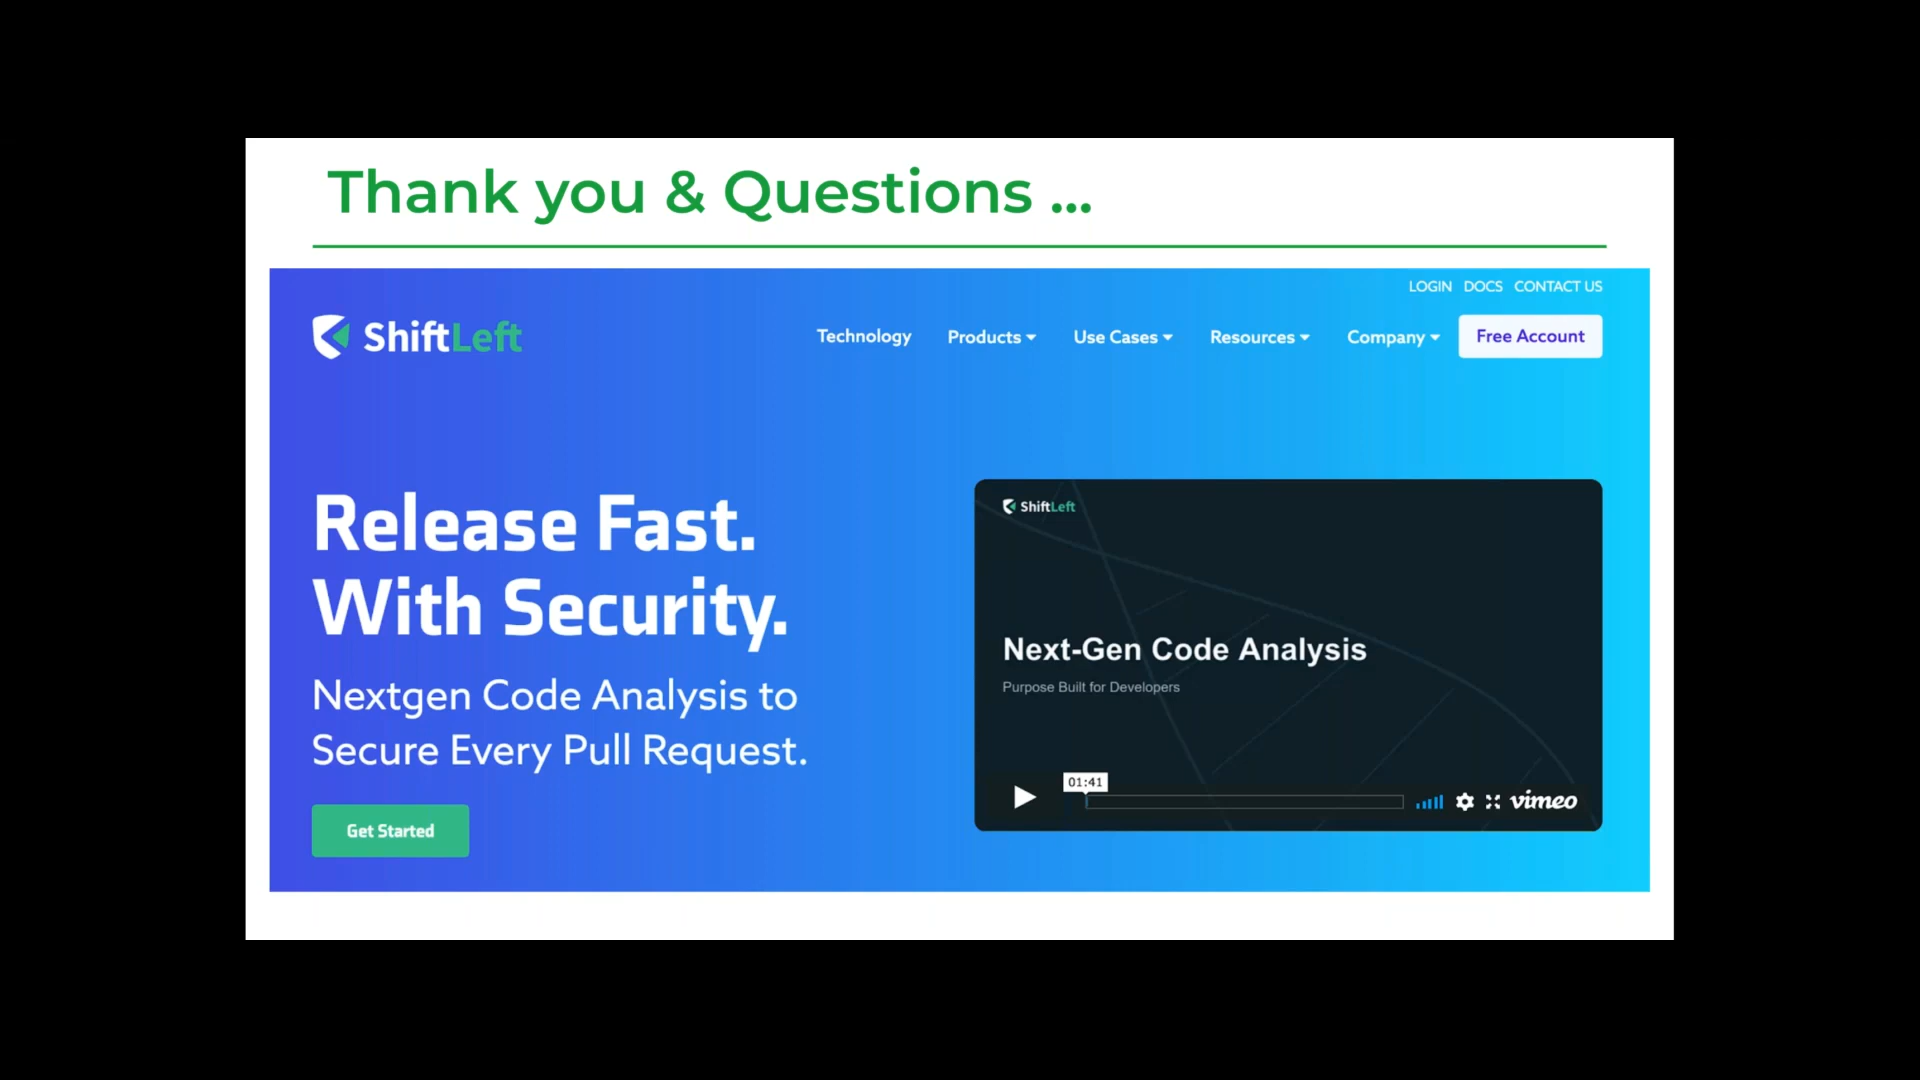 Thank you & Questions ...
LOGIN DOCS CONTACT US
ShiftLeft
Technology Products Use Cases Resources Company Free Account
Release Fast.
With Security.
Nextgen Code Analysis to
Secure Every Pull Request.
Get Started
ShiftLeft
Next-Gen Code Analysis
Purpose Built for Developers
01:41
vimeo